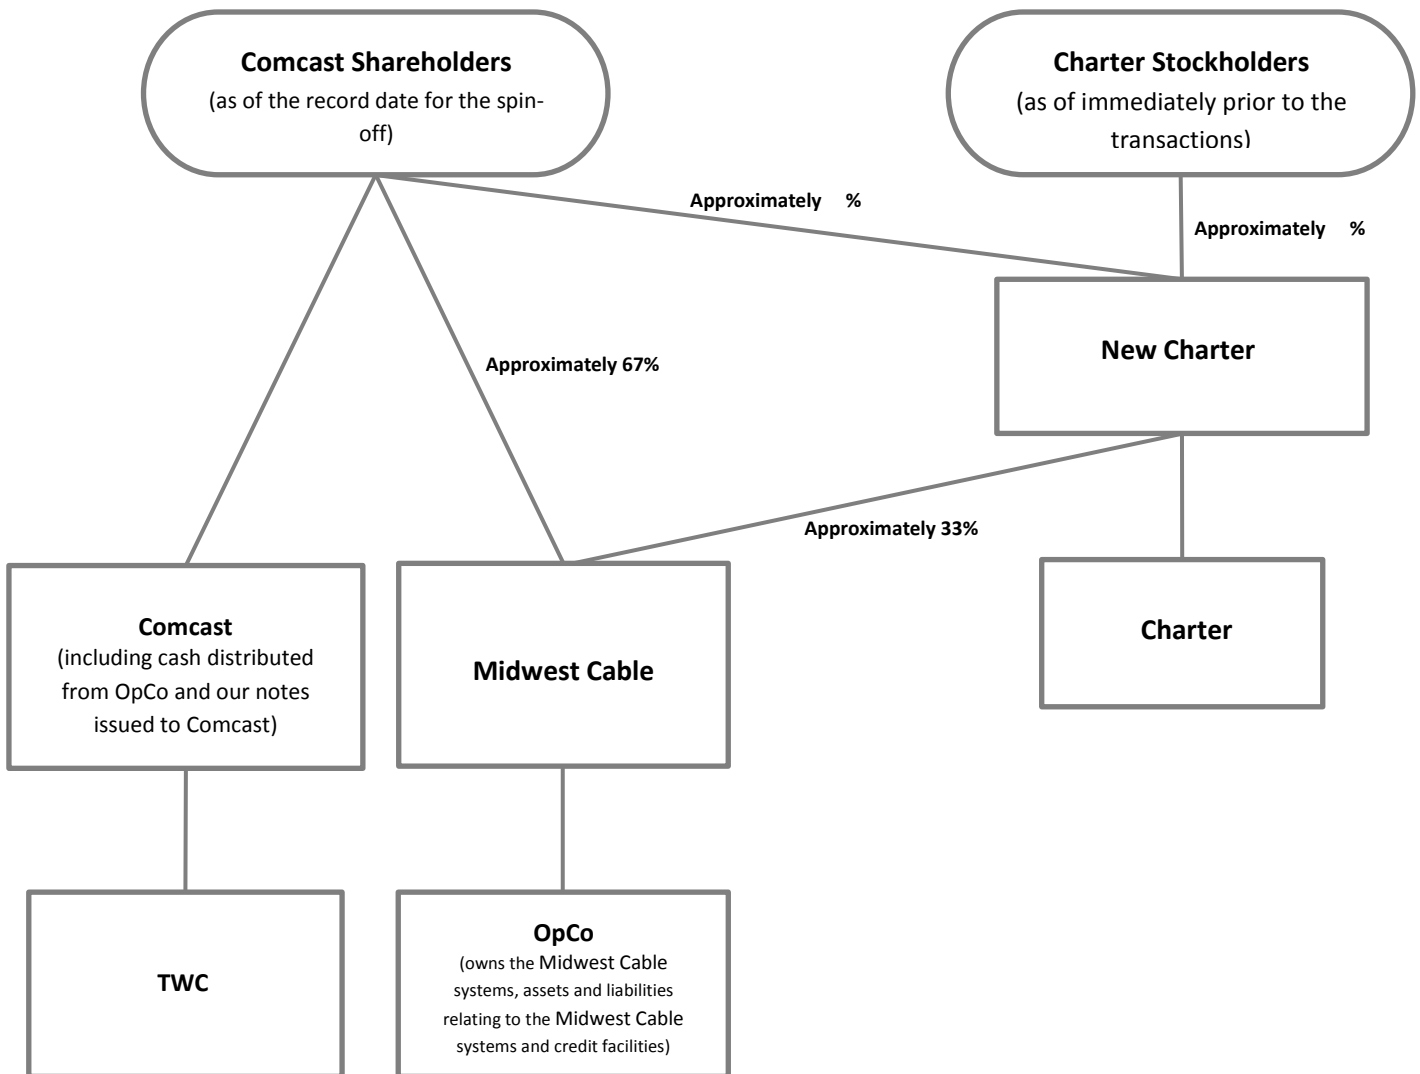 Comcast Shareholders
(as of the record date for the spin-
off)
Charter Stockholders
(as of immediately prior to the
transactions)
Approximately %
Approximately %
New Charter
Approximately 67%
Approximately 33%
Comcast
(including cash distributed
from OpCo and our notes
issued to Comcast)
Midwest Cable
Charter
TWC
OpCo
(owns the Midwest Cable
systems, assets and liabilities
relating to the Midwest Cable
systems and credit facilities)